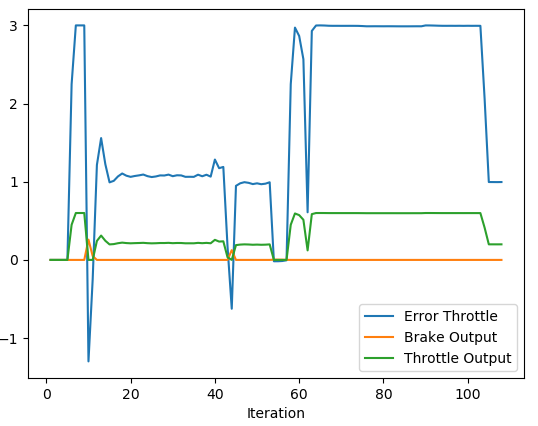 3
2
1
0
−1
0
20
40
60
80
100
Error Throttle
Brake Output
Throttle Output
Iteration